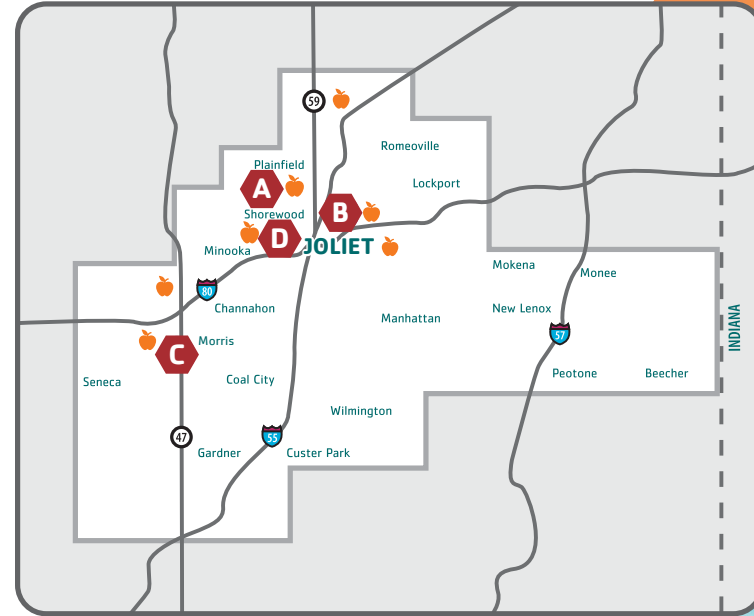 59
Romeoville
Plainfield
Lockport
A
B
Shorewood
D
JOLIET
Minooka
Mokena
Monee
80
Channahon
New Lenox
Manhattan
INDIANA
57
Morris
C
Peotone
Beecher
Seneca
Coal City
Wilmington
47
55
Gardner
Custer Park